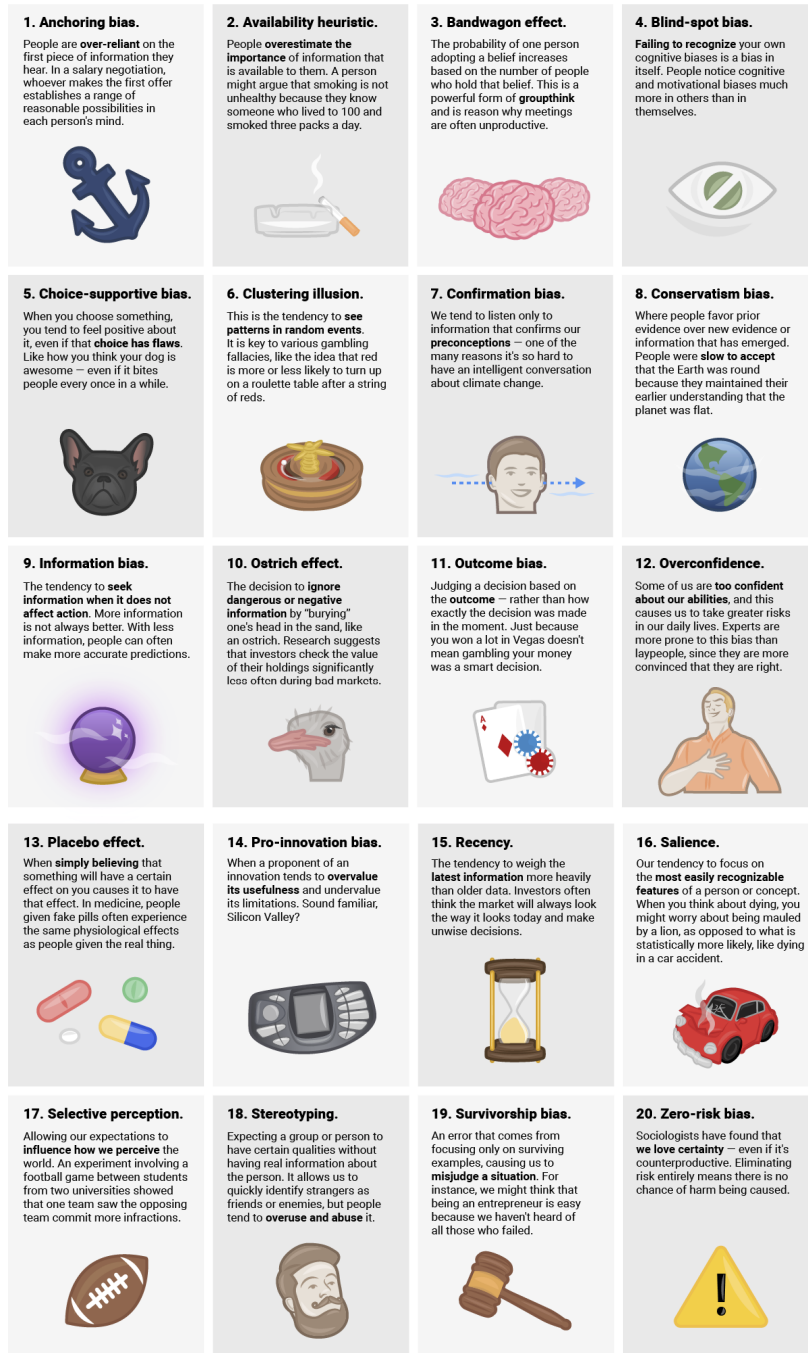 1. Anchoring bias.
People are over-reliant on the
first piece of information they
hear. In a salary negotiation,
whoever makes the first offer
establishes a range of
reasonable possibilities in
each person's mind.
2. Availability heuristic.
People overestimate the
importance of information that
is available to them. A person
might argue that smoking is not
unhealthy because they know
someone who lived to 100 and
smoked three packs a day.
3. Bandwagon effect.
The probability of one person
adopting a belief increases
based on the number of people
who hold that belief. This is a
powerful form of groupthink
and is reason why meetings
are often unproductive.
4. Blind-spot bias.
Failing to recognize your own
cognitive biases is a bias in
itself. People notice cognitive
and motivational biases much
more in others than in
themselves.
5. Choice-supportive bias.
When you choose something,
you tend to feel positive about
it, even if that choice has flaws.
Like how you think your dog is
awesome — even if it bites
people every once in a while.
6. Clustering illusion.
This is the tendency to see
patterns in random events.
It is key to various gambling
fallacies, like the idea that red
is more or less likely to turn up
on a roulette table after a string
of reds.
7. Confirmation bias.
We tend to listen only to
information that confirms our
preconceptions — one of the
many reasons it's so hard to
have an intelligent conversation
about climate change.
8. Conservatism bias.
Where people favor prior
evidence over new evidence or
information that has emerged.
People were slow to accept
that the Earth was round
because they maintained their
earlier understanding that the
planet was flat.
9. Information bias.
The tendency to seek
information when it does not
affect action. More information
is not always better. With less
information, people can often
make more accurate predictions.
10. Ostrich effect.
The decision to ignore
dangerous or negative
information by “burying”
one's head in the sand, like
an ostrich. Research suggests
that investors check the value
of their holdings significantly
less often during bad markets.
11. Outcome bias.
Judging a decision based on
the outcome — rather than how
exactly the decision was made
in the moment. Just because
you won a lot in Vegas doesn't
mean gambling your money
was a smart decision.
A
12. Overconfidence.
Some of us are too confident
about our abilities, and this
causes us to take greater risks
in our daily lives. Experts are
more prone to this bias than
laypeople, since they are more
convinced that they are right.
13. Placebo effect.
When simply believing that
something will have a certain
effect on you causes it to have
that effect. In medicine, people
given fake pills often experience
the same physiological effects
as people given the real thing.
14. Pro-innovation bias.
When a proponent of an
innovation tends to overvalue
its usefulness and undervalue
its limitations. Sound familiar,
Silicon Valley?
15. Recency.
The tendency to weigh the
latest information more heavily
than older data. Investors often
think the market will always look
the way it looks today and make
unwise decisions.
16. Salience.
Our tendency to focus on
the most easily recognizable
features of a person or concept.
When you think about dying, you
might worry about being mauled
by a lion, as opposed to what is
statistically more likely, like dying
in a car accident.
17. Selective perception.
Allowing our expectations to
influence how we perceive the
world. An experiment involving a
football game between students
from two universities showed
that one team saw the opposing
team commit more infractions.
18. Stereotyping.
Expecting a group or person to
have certain qualities without
having real information about
the person. It allows us to
quickly identify strangers as
friends or enemies, but people
tend to overuse and abuse it.
19. Survivorship bias.
An error that comes from
focusing only on surviving
examples, causing us to
misjudge a situation. For
instance, we might think that
being an entrepreneur is easy
because we haven't heard of
all those who failed.
20. Zero-risk bias.
Sociologists have found that
we love certainty — even if it's
counterproductive. Eliminating
risk entirely means there is no
chance of harm being caused.
!